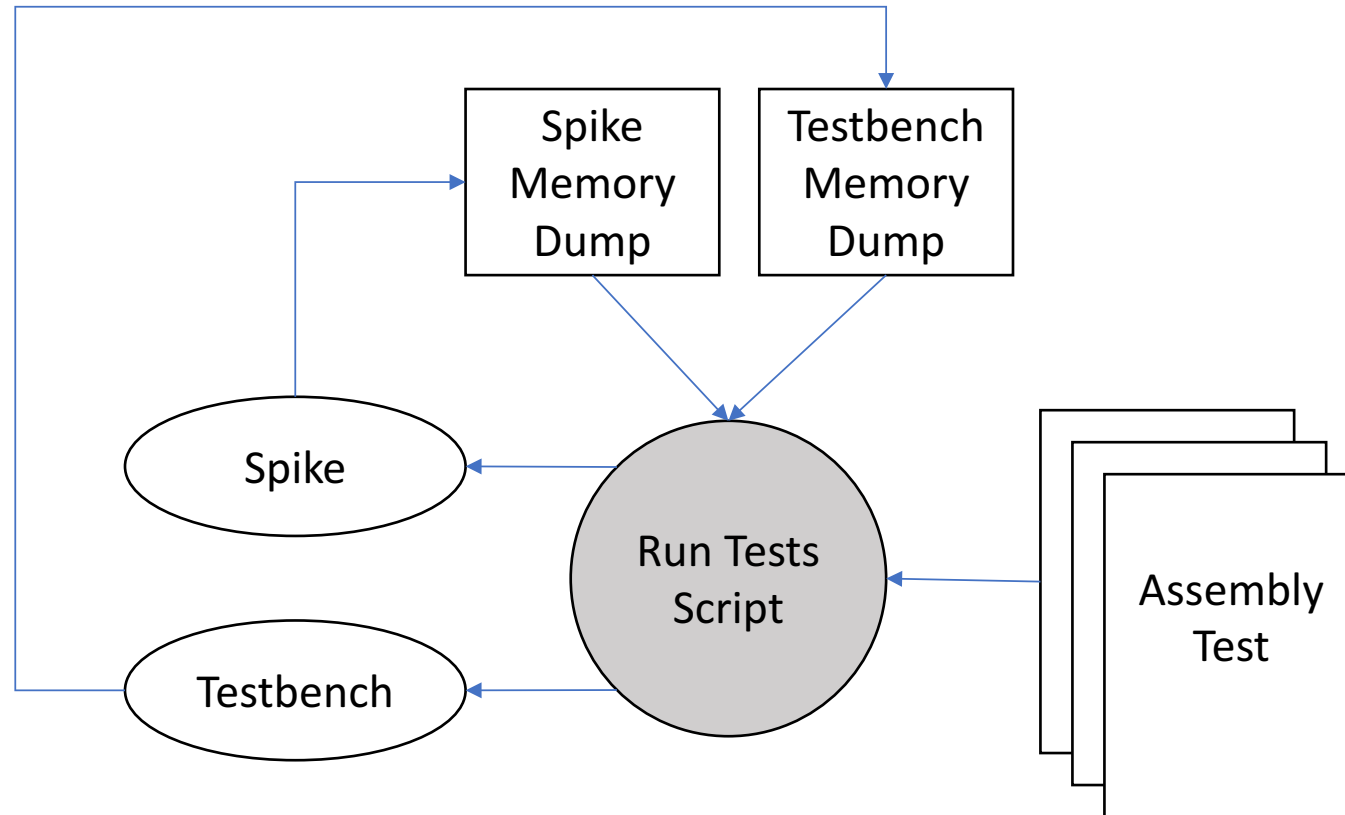 Spike
Memory
Dump
Testbench
Memory
Dump
Spike
Run Tests
Script
Assembly
Test
Testbench